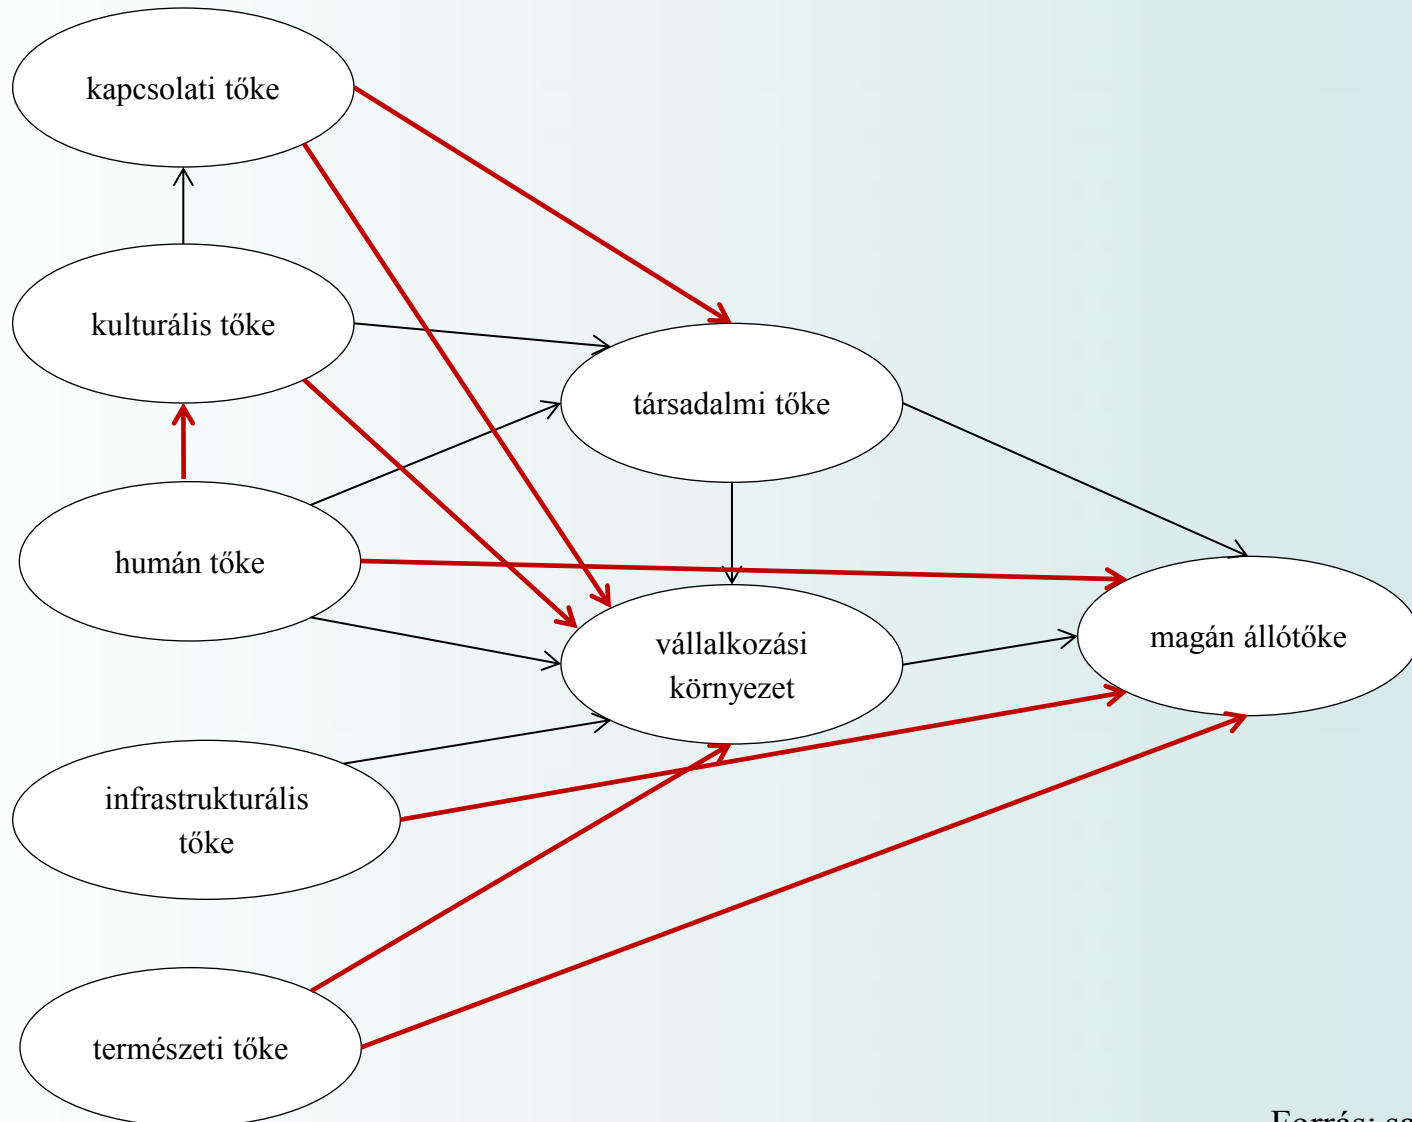 kapcsolati tőke
kulturális tőke
társadalmi tőke
humán tőke
vállalkozási
környezet
magán állótőke
infrastrukturális
tőke
természeti tőke